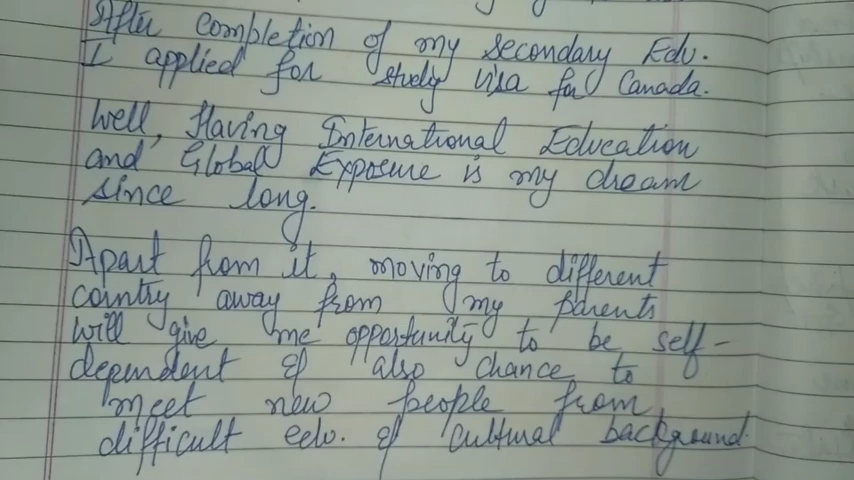 After completion of my secondary Edu.
I applied for study visa for Canada.
Well, Having International Education
and Global Exposure is my dream
since long.
Apart from it, moving to different
country away from my parents
will give me opportunity to be self-
dependent & also chance to
meet new people from
difficult edu. & cultural background.